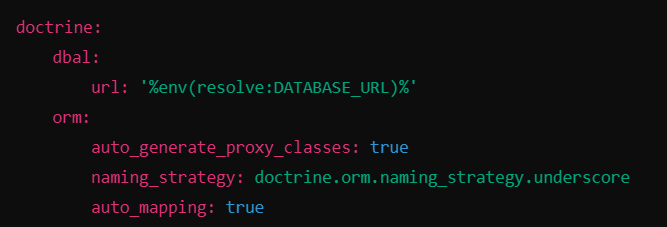 doctrine:
    dbal:
        url: '%env(resolve:DATABASE_URL)%'
    orm:
        auto_generate_proxy_classes: true
        naming_strategy: doctrine.orm.naming_strategy.underscore
        auto_mapping: true